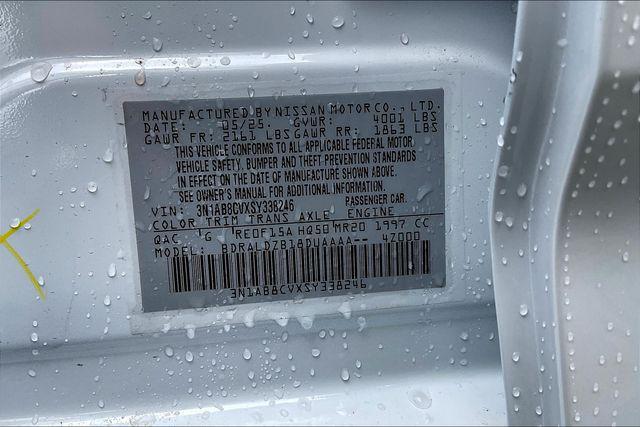 MANUFACTURED BY NISSAN MOTOR CO., LTD.
DATE: 05/25 GVWR: 4001 LBS
GAWR FR: 2161 LBS GAWR RR: 1863 LBS
THIS VEHICLE CONFORMS TO ALL APPLICABLE FEDERAL MOTOR
VEHICLE SAFETY, BUMPER AND THEFT PREVENTION STANDARDS
IN EFFECT ON THE DATE OF MANUFACTURE SHOWN ABOVE.
SEE OWNER'S MANUAL FOR ADDITIONAL INFORMATION.
VIN: 3N1AB8CVXSY338246 PASSENGER CAR.
COLOR TRIM TRANS AXLE ENGINE
QAC G RE0F15A HQ50 MR20 1997 CC
MODEL: BDRALDZB18DUAAAA-- 47000
3N1AB8CVXSY338246